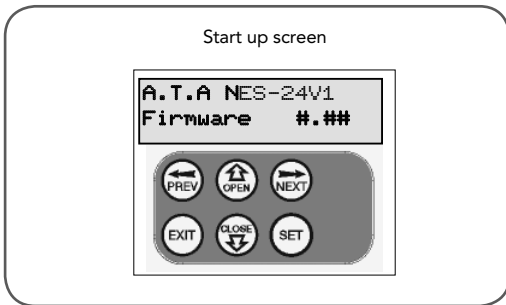 Start up screen
A.T.A NES-24V1
Firmware #.##
PREV OPEN NEXT
EXIT CLOSE SET